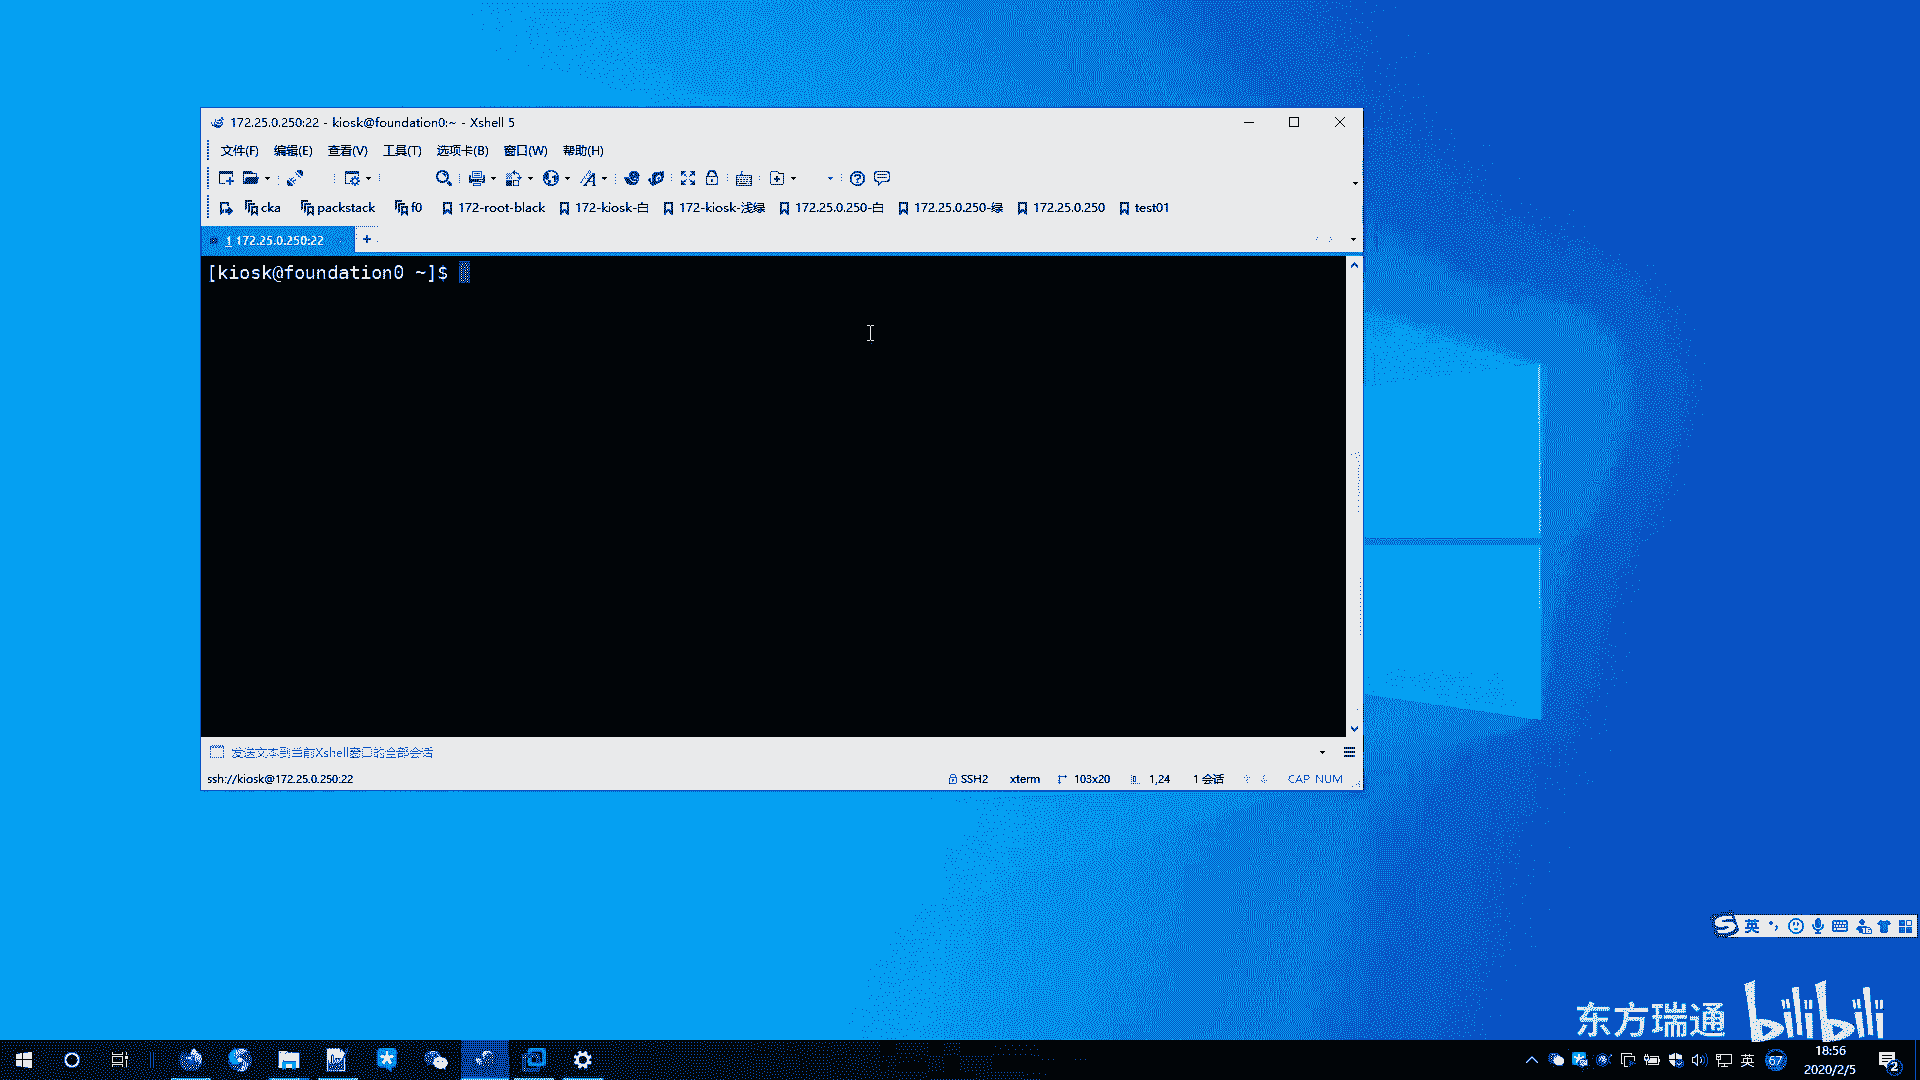 172.25.0.250:22 - kiosk@foundation0:~ - Xshell 5
文件(F) 编辑(E) 查看(V) 工具(T) 选项卡(B) 窗口(W) 帮助(H)
cka packstack f0 172-root-black 172-kiosk-白 172-kiosk-浅绿 172.25.0.250-白 172.25.0.250-绿 172.25.0.250 test01
1 172.25.0.250:22
[kiosk@foundation0 ~]$
发送文本到当前Xshell窗口的全部会话
ssh://kiosk@172.25.0.250:22 SSH2 xterm 103x20 1,24 1 会话 CAP NUM
英
东方瑞通 bilibili
英 67 18:56
2020/2/5 2